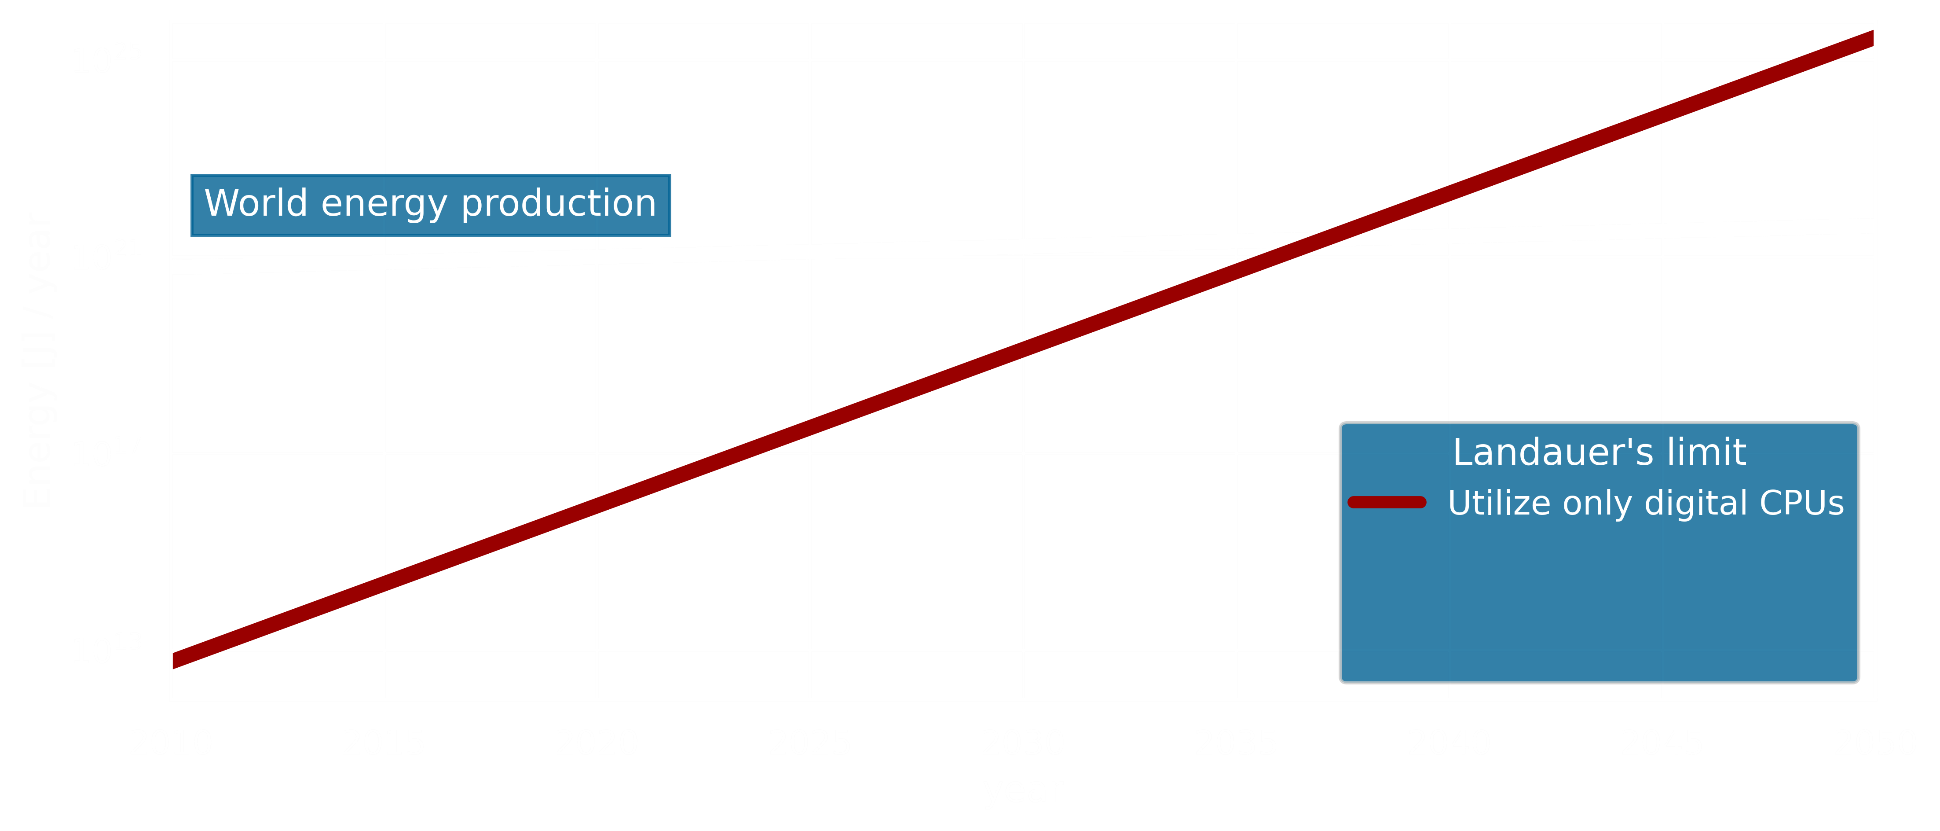 World energy production
Landauer's limit
Utilize only digital CPUs